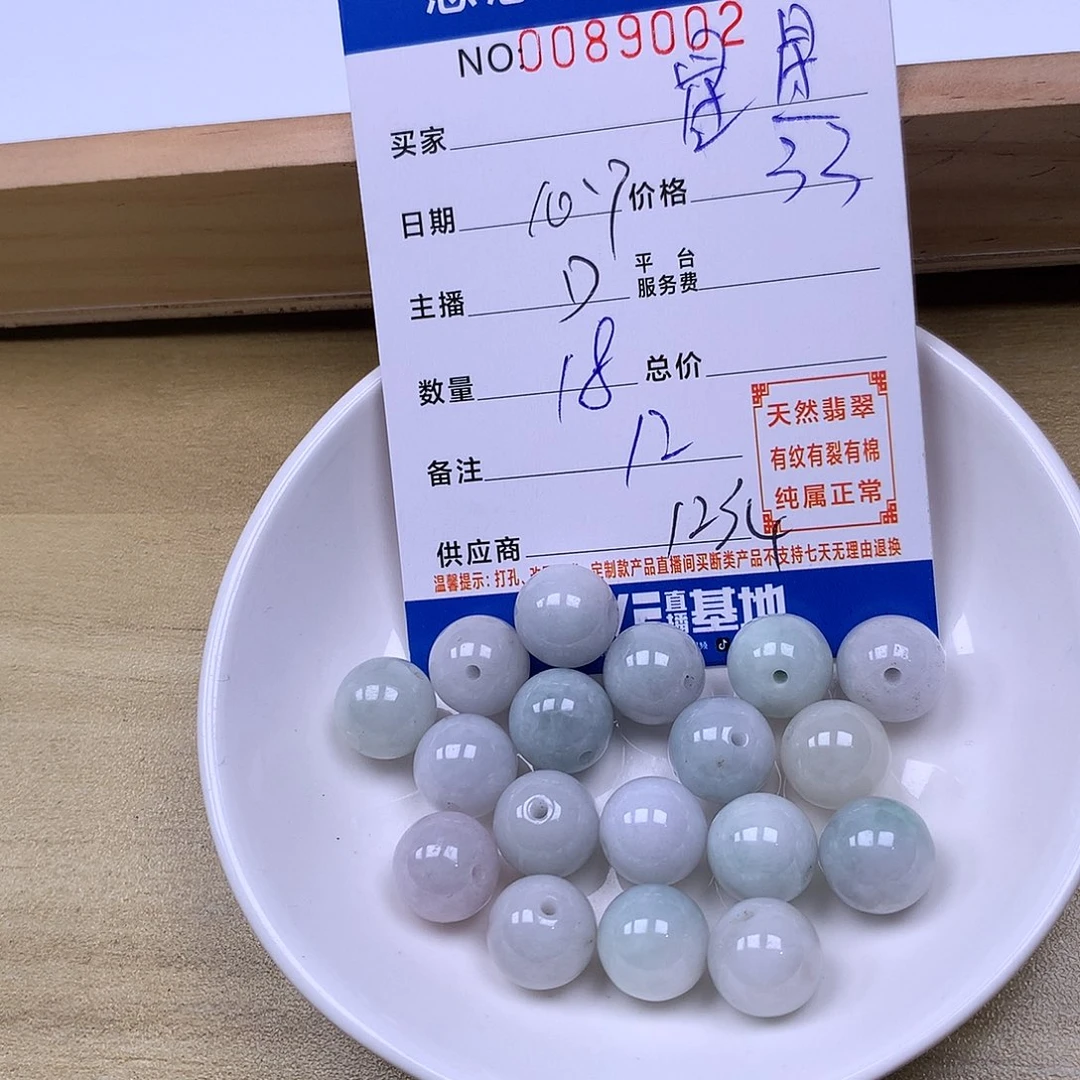 NO:0089002
买家
日期 10、7 价格 33
主播 D 平台服务费
数量 18 总价
备注 12
天然翡翠
有纹有裂有棉
纯属正常
供应商
温馨提示：打孔、 定制款产品直播间买断类产品不支持七天无理由退换
直播基地